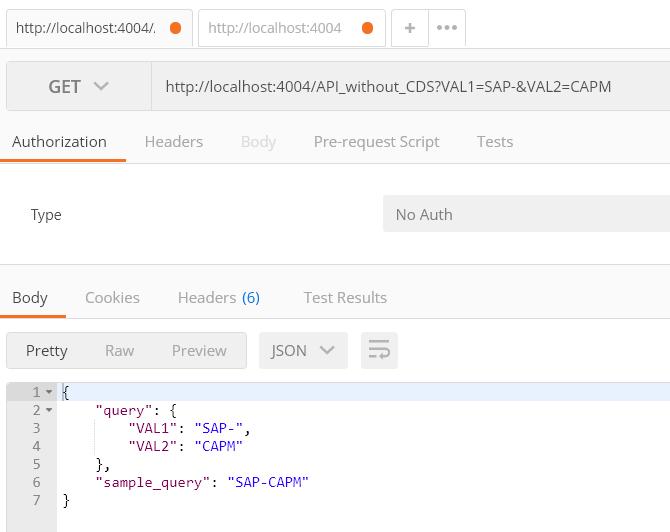 http://localhost:4004/. http://localhost:4004 + •••
GET http://localhost:4004/API_without_CDS?VAL1=SAP-&VAL2=CAPM
Authorization Headers Body Pre-request Script Tests
Type No Auth
Body Cookies Headers (6) Test Results
Pretty Raw Preview JSON
1 {
2 "query": {
3 "VAL1": "SAP-",
4 "VAL2": "CAPM"
5 },
6 "sample_query": "SAP-CAPM"
7 }